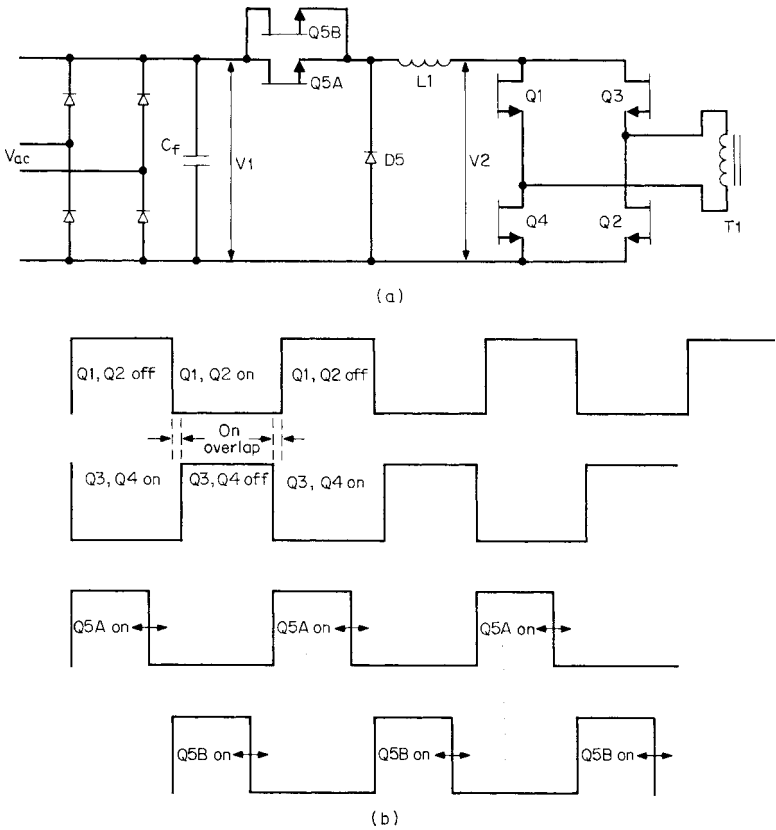 Q5B
Q5A
L1
Q1
Q3
Vac
Cf
V1
D5
V2
Q4
Q2
T1
(a)
Q1, Q2 off
Q1, Q2 on
Q1, Q2 off
On
overlap
Q3, Q4 on
Q3, Q4 off
Q3, Q4 on
Q5A on
Q5A on
Q5A on
Q5B on
Q5B on
Q5B on
(b)